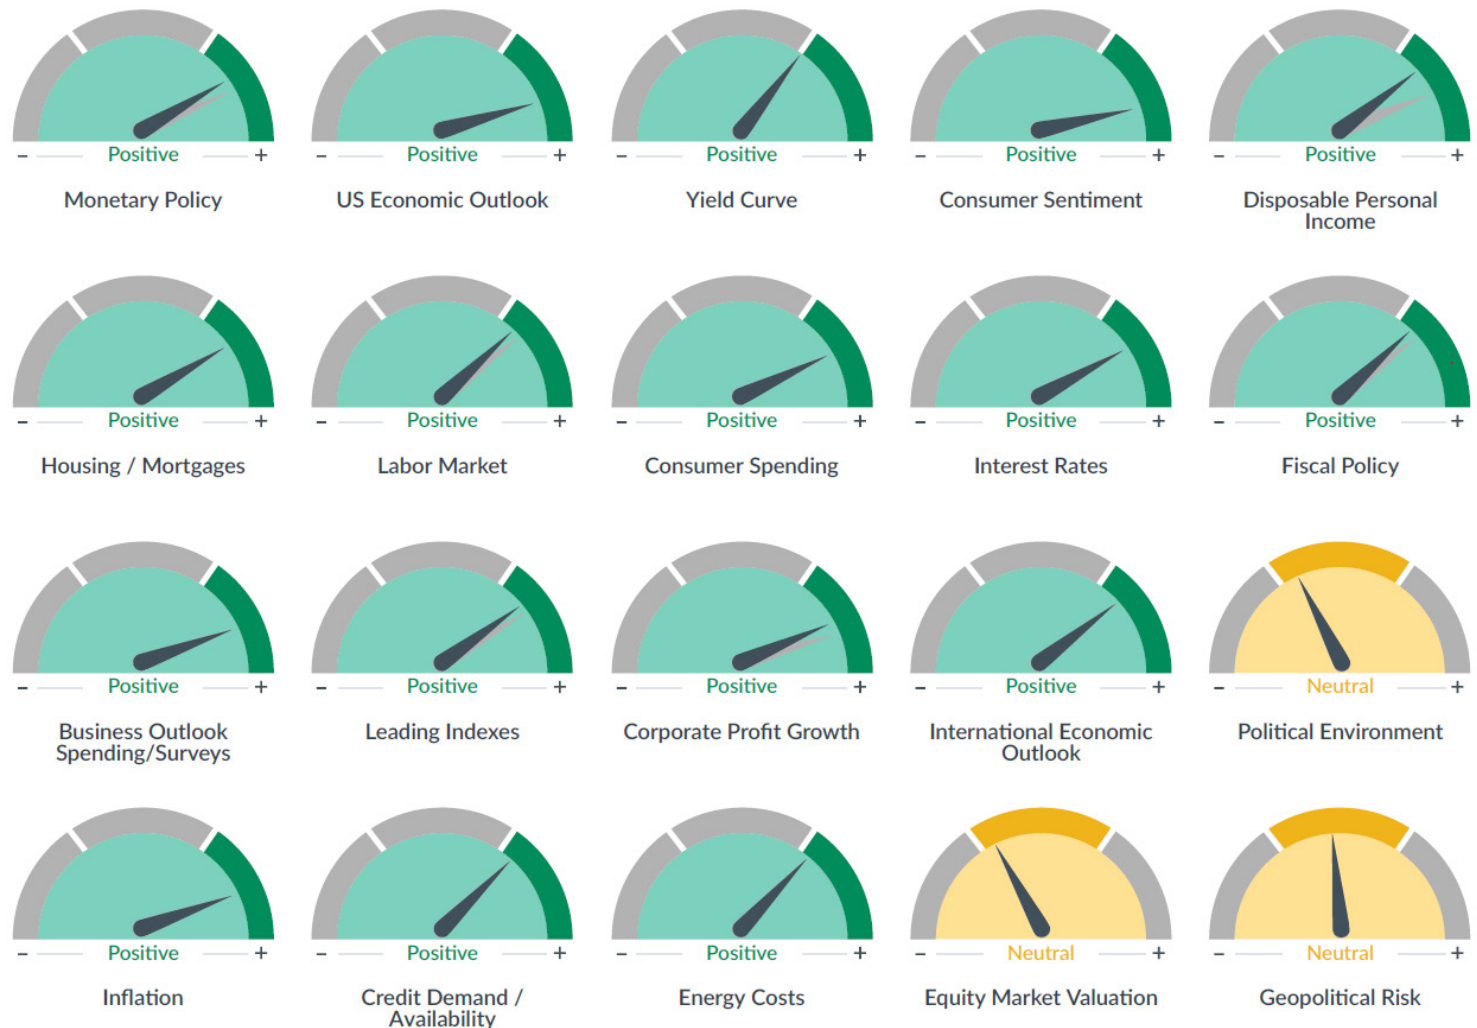 - Positive +
Monetary Policy
- Positive +
US Economic Outlook
- Positive +
Yield Curve
- Positive +
Consumer Sentiment
- Positive +
Disposable Personal
Income
- Positive +
Housing / Mortgages
- Positive +
Labor Market
- Positive +
Consumer Spending
- Positive +
Interest Rates
- Positive +
Fiscal Policy
- Positive +
Business Outlook
Spending/Surveys
- Positive +
Leading Indexes
- Positive +
Corporate Profit Growth
- Positive +
International Economic
Outlook
- Neutral +
Political Environment
- Positive +
Inflation
- Positive +
Credit Demand /
Availability
- Positive +
Energy Costs
- Neutral +
Equity Market Valuation
- Neutral +
Geopolitical Risk